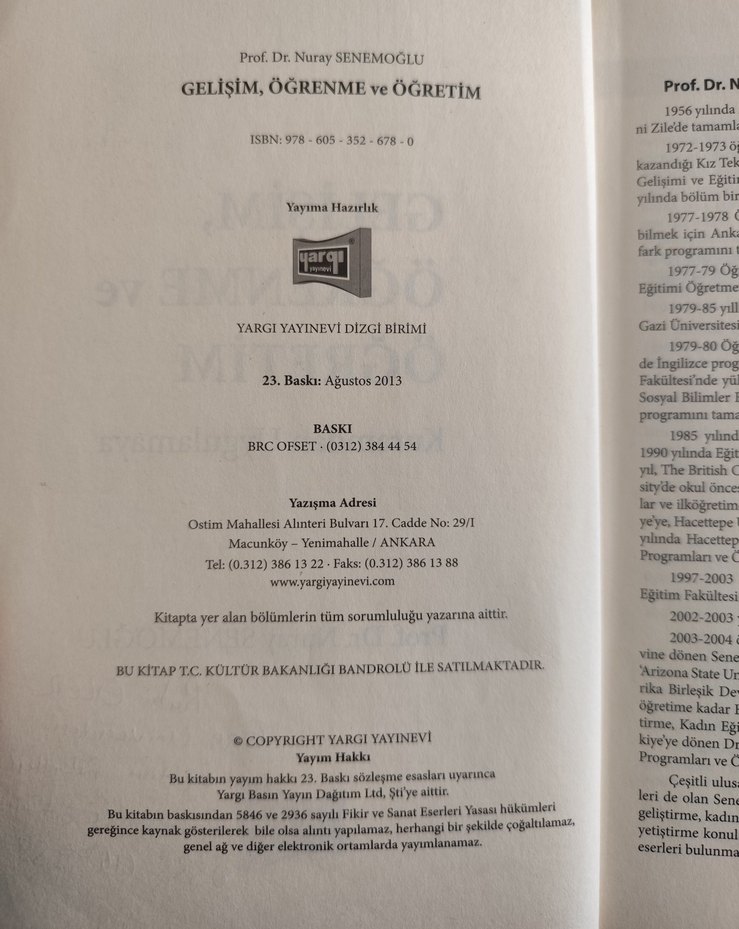 Prof. Dr. Nuray SENEMOĞLU
GELİŞİM, ÖĞRENME ve ÖĞRETİM
ISBN: 978 - 605 - 352 - 678 - 0
Yayıma Hazırlık
yargı
yayınevi
®
YARGI YAYINEVİ DİZGİ BİRİMİ
23. Baskı: Ağustos 2013
BASKI
BRC OFSET · (0312) 384 44 54
Yazışma Adresi
Ostim Mahallesi Alınteri Bulvarı 17. Cadde No: 29/I
Macunköy – Yenimahalle / ANKARA
Tel: (0.312) 386 13 22 · Faks: (0.312) 386 13 88
www.yargiyayinevi.com
Kitapta yer alan bölümlerin tüm sorumluluğu yazarına aittir.
BU KİTAP T.C. KÜLTÜR BAKANLIĞI BANDROLÜ İLE SATILMAKTADIR.
© COPYRIGHT YARGI YAYINEVİ
Yayım Hakkı
Bu kitabın yayım hakkı 23. Baskı sözleşme esasları uyarınca
Yargı Basın Yayın Dağıtım Ltd, Şti'ye aittir.
Bu kitabın baskısından 5846 ve 2936 sayılı Fikir ve Sanat Eserleri Yasası hükümleri
gereğince kaynak gösterilerek bile olsa alıntı yapılamaz, herhangi bir şekilde çoğaltılamaz,
genel ağ ve diğer elektronik ortamlarda yayımlanamaz.
Prof. Dr. N
1956 yılında
ni Zile'de tamaml
1972-1973 öğ
kazandığı Kız Tek
Gelişimi ve Eğitin
yılında bölüm bir
1977-1978 Ö
bilmek için Anka
fark programını t
1977-79 Öğ
Eğitimi Öğretme
1979-85 yıll
Gazi Üniversitesi
1979-80 Öğ
de İngilizce prog
Fakültesi'nde yük
Sosyal Bilimler E
programını tama
1985 yılınd
1990 yılında Eğit
yıl, The British C
sity'de okul önces
lar ve ilköğretim
ye'ye, Hacettepe
yılında Hacettep
Programları ve Ö
1997-2003
Eğitim Fakültesi
2002-2003 y
2003-2004 ö
vine dönen Sene
'Arizona State Un
rika Birleşik Dev
öğretime kadar
tirme, Kadın Eği
kiye'ye dönen Dr
Programları ve Ö
Çeşitli ulusa
leri de olan Sene
geliştirme, kadın
yetiştirme konul
eserleri bulunma